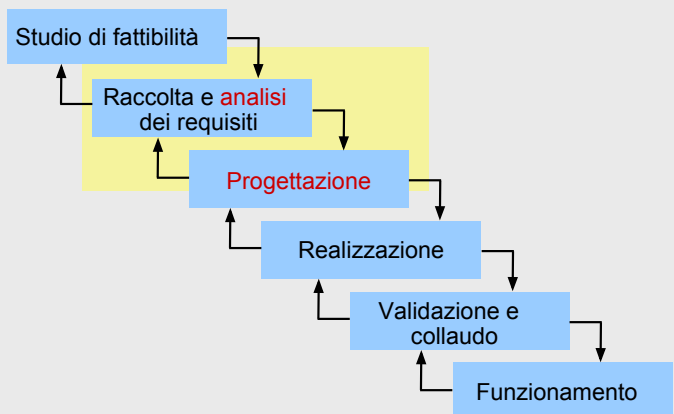 Studio di fattibilità
Raccolta e analisi
dei requisiti
Progettazione
Realizzazione
Validazione e
collaudo
Funzionamento